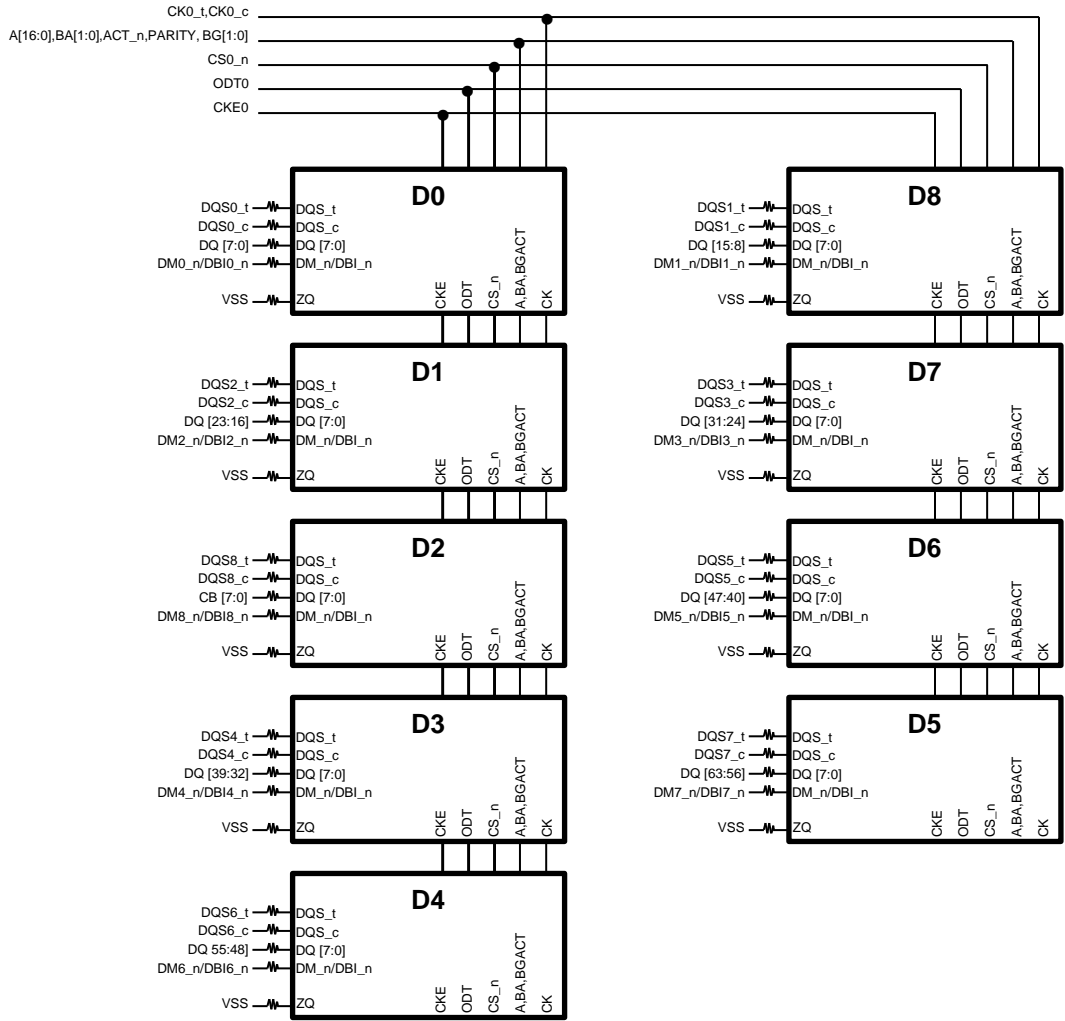 CK0_t,CK0_c
A[16:0],BA[1:0],ACT_n,PARITY, BG[1:0]
CS0_n
ODT0
CKE0
D0
DQS0_t
DQS_t
DQS0_c
DQS_c
DQ [7:0]
DQ [7:0]
DM0_n/DBI0_n
DM_n/DBI_n
VSS
ZQ
CKE
ODT
CS_n
A,BA,BGACT
CK
D8
DQS1_t
DQS_t
DQS1_c
DQS_c
DQ [15:8]
DQ [7:0]
DM1_n/DBI1_n
DM_n/DBI_n
VSS
ZQ
CKE
ODT
CS_n
A,BA,BGACT
CK
D1
DQS2_t
DQS_t
DQS2_c
DQS_c
DQ [23:16]
DQ [7:0]
DM2_n/DBI2_n
DM_n/DBI_n
VSS
ZQ
CKE
ODT
CS_n
A,BA,BGACT
CK
D7
DQS3_t
DQS_t
DQS3_c
DQS_c
DQ [31:24]
DQ [7:0]
DM3_n/DBI3_n
DM_n/DBI_n
VSS
ZQ
CKE
ODT
CS_n
A,BA,BGACT
CK
D2
DQS8_t
DQS_t
DQS8_c
DQS_c
CB [7:0]
DQ [7:0]
DM8_n/DBI8_n
DM_n/DBI_n
VSS
ZQ
CKE
ODT
CS_n
A,BA,BGACT
CK
D6
DQS5_t
DQS_t
DQS5_c
DQS_c
DQ [47:40]
DQ [7:0]
DM5_n/DBI5_n
DM_n/DBI_n
VSS
ZQ
CKE
ODT
CS_n
A,BA,BGACT
CK
D3
DQS4_t
DQS_t
DQS4_c
DQS_c
DQ [39:32]
DQ [7:0]
DM4_n/DBI4_n
DM_n/DBI_n
VSS
ZQ
CKE
ODT
CS_n
A,BA,BGACT
CK
D5
DQS7_t
DQS_t
DQS7_c
DQS_c
DQ [63:56]
DQ [7:0]
DM7_n/DBI7_n
DM_n/DBI_n
VSS
ZQ
CKE
ODT
CS_n
A,BA,BGACT
CK
D4
DQS6_t
DQS_t
DQS6_c
DQS_c
DQ 55:48]
DQ [7:0]
DM6_n/DBI6_n
DM_n/DBI_n
VSS
ZQ
CKE
ODT
CS_n
A,BA,BGACT
CK